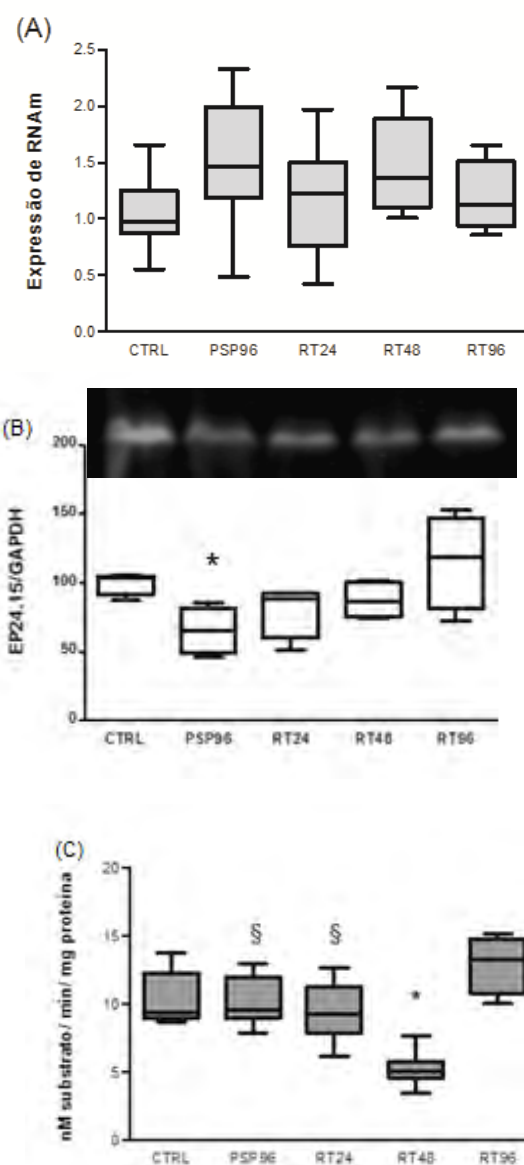 (A)
Expressão de RNAm
2.5
2.0
1.5
1.0
0.5
0.0
CTRL PSP96 RT24 RT48 RT96
(B)
EP24.15/GAPDH
200
150
100
50
0
*
CTRL PSP96 RT24 RT48 RT96
(C)
nM substrato/ min/ mg proteína
20
15
10
5
0
§ § *
CTRL PSP96 RT24 RT48 RT96